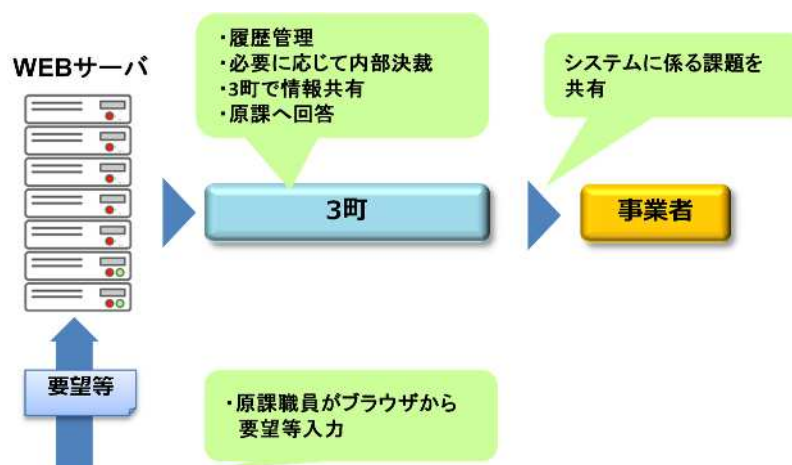 ・履歴管理
・必要に応じて内部決裁
・3町で情報共有
・原課へ回答
システムに係る課題を
共有
WEBサーバ
3町
事業者
要望等
・原課職員がブラウザから
要望等入力